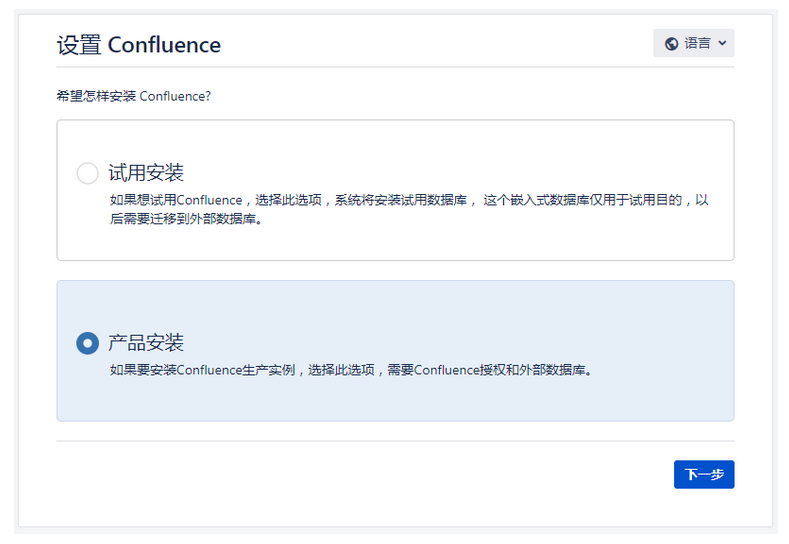 设置 Confluence
语言
希望怎样安装 Confluence?
试用安装
如果想试用Confluence，选择此选项，系统将安装试用数据库， 这个嵌入式数据库仅用于试用目的，以
后需要迁移到外部数据库。
产品安装
如果要安装Confluence生产实例，选择此选项，需要Confluence授权和外部数据库。
下一步